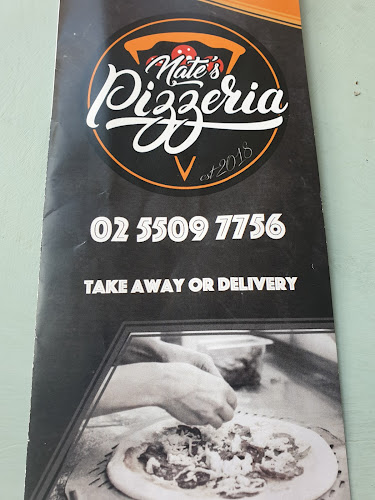 Nate's
Pizzeria
est 2018
02 5509 7756
TAKE AWAY OR DELIVERY